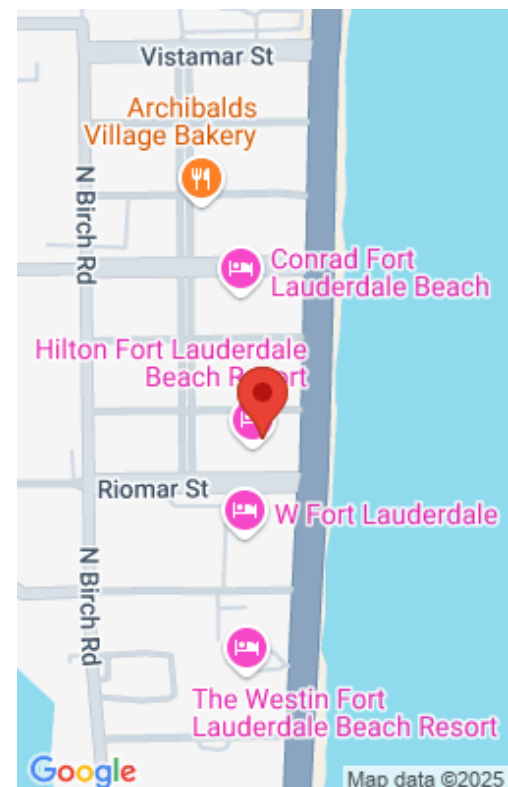 Vistamar St
Archibalds
Village Bakery
N Birch Rd
Conrad Fort
Lauderdale Beach
Hilton Fort Lauderdale
Beach Resort
Riomar St
W Fort Lauderdale
N Birch Rd
The Westin Fort
Lauderdale Beach Resort
Google
Map data ©2025